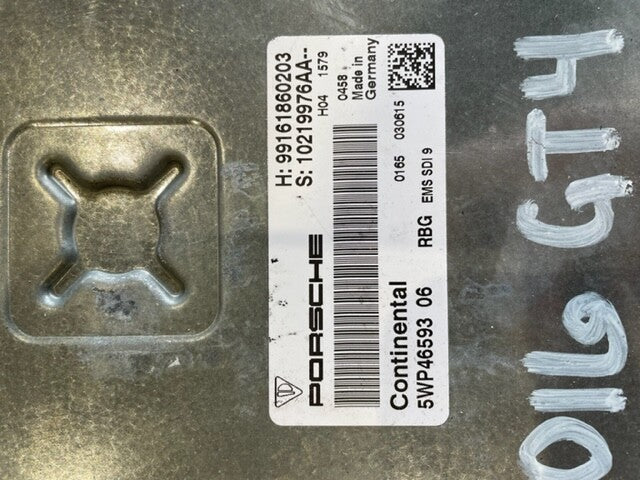 PORSCHE
H: 99161860203
S: 10219976AA--
H04 1579
0458
Made in
Germany
Continental
5WP46593 06
RBG
0165 030615
EMS SDI 9
016 GT4